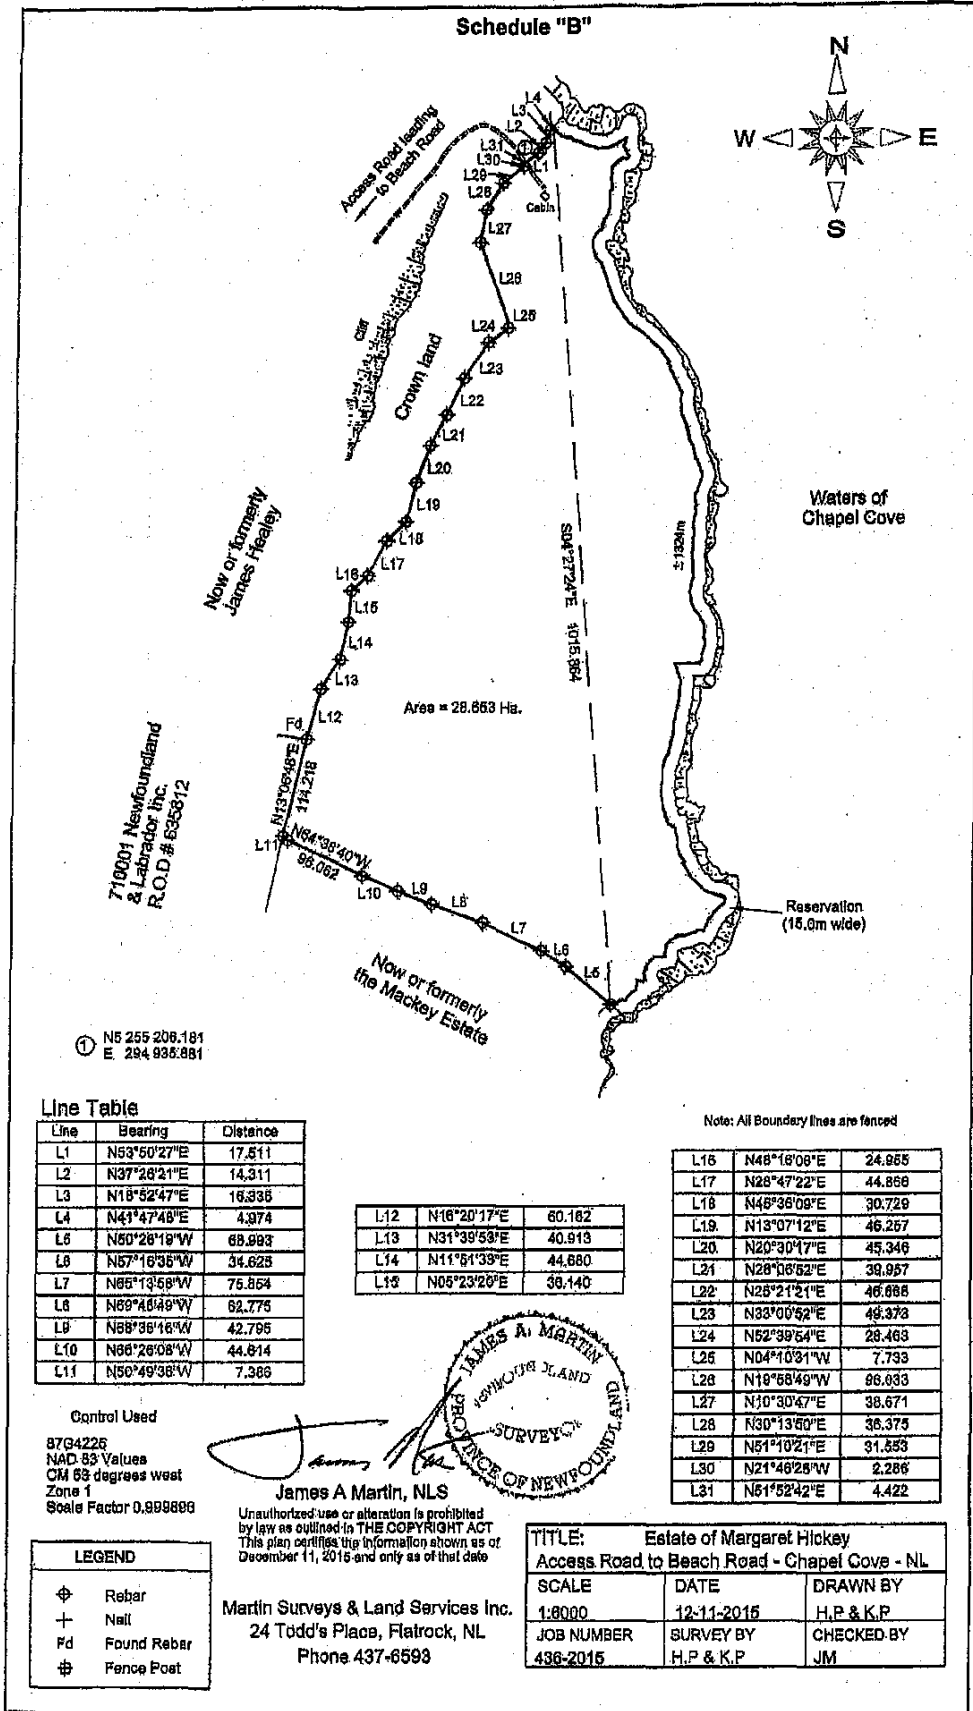 Schedule "B"
N
W
E
S
Access Road leading
to Beach Road
L4
L3
L2
L31
L30
L1
L29
L28
Cabin
L27
L26
L25
L24
L23
Cliff
Crown land
L22
L21
L20
L19
L18
L17
L16
L15
L14
L13
L12
Now or formerly
James Healey
S04°27'24"E 1015.864
±1324m
Waters of
Chapel Cove
Area = 28.653 Ha.
Fd
N13°06'48"E
114.218
710001 Newfoundland
& Labrador Inc.
R.O.D # 635812
L11
N64°38'40"W
96.062
L10
L9
L8
L7
L6
L5
Reservation
(15.0m wide)
Now or formerly
the Mackey Estate
1 N5 255 206.181
E 294 935.881
Line Table
Line Bearing Distance
L1 N53°50'27"E 17.511
L2 N37°26'21"E 14.311
L3 N18°52'47"E 16.336
L4 N41°47'48"E 4.974
L5 N50°26'19"W 68.993
L6 N57°16'35"W 34.625
L7 N65°13'58"W 75.854
L8 N69°46'49"W 62.775
L9 N68°36'16"W 42.795
L10 N66°26'08"W 44.614
L11 N50°49'38"W 7.386
L12 N16°20'17"E 60.162
L13 N31°39'53"E 40.913
L14 N11°51'33"E 44.680
L15 N05°23'20"E 36.140
Note: All Boundary lines are fenced
L16 N48°16'08"E 24.955
L17 N28°47'22"E 44.866
L18 N46°36'09"E 30.729
L19 N13°07'12"E 46.257
L20 N20°30'17"E 45.346
L21 N28°06'52"E 39.957
L22 N25°21'21"E 46.668
L23 N33°00'52"E 49.373
L24 N52°39'54"E 28.463
L25 N04°10'31"W 7.733
L26 N19°58'49"W 96.033
L27 N10°30'47"E 38.671
L28 N30°13'50"E 36.375
L29 N51°10'21"E 31.553
L30 N21°46'28"W 2.286
L31 N51°52'42"E 4.422
Control Used
87G4226
NAD 83 Values
CM 53 degrees west
Zone 1
Scale Factor 0.999898
JAMES A. MARTIN
LAND
SURVEYOR
PROVINCE OF NEWFOUNDLAND
James A Martin, NLS
Unauthorized use or alteration is prohibited
by law as outlined in THE COPYRIGHT ACT
This plan certifies the information shown as of
December 11, 2015 and only as of that date
Martin Surveys & Land Services Inc.
24 Todd's Place, Flatrock, NL
Phone 437-6593
LEGEND
Rebar
Nail
Fd Found Rebar
Fence Post
TITLE: Estate of Margaret Hickey
Access Road to Beach Road - Chapel Cove - NL
SCALE DATE DRAWN BY
1:6000 12-11-2015 H.P & K.P
JOB NUMBER SURVEY BY CHECKED BY
436-2015 H.P & K.P JM